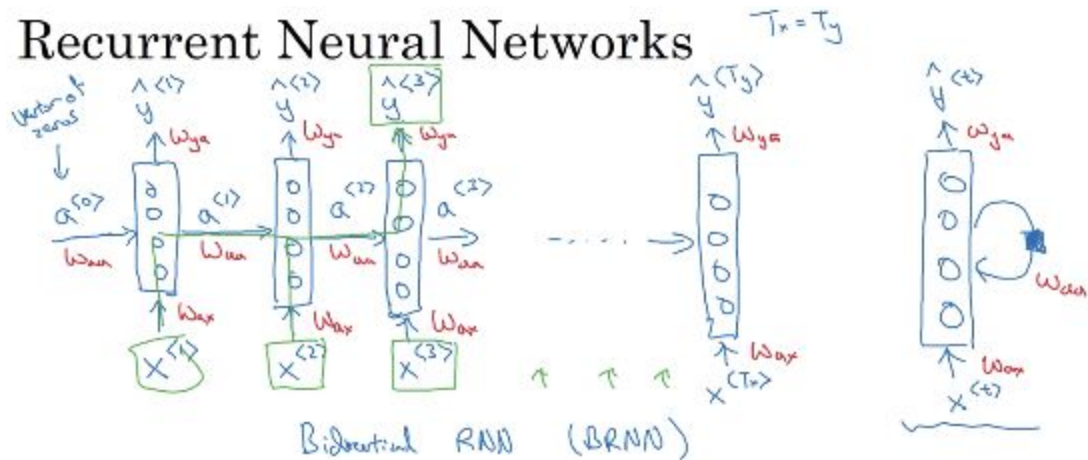 Recurrent Neural Networks
Tx = Ty
vector of zeros
ŷ<1> ŷ<2> ŷ<3> ŷ<Ty> ŷ<t>
Wya Wya Wya Wya Wya
a<0> a<1> a<2> a<3> ------
Waa Waa Waa Waa Waa
Wax Wax Wax Wax Wax
x<1> x<2> x<3> x<Tx> x<t>
RNN (BRNN)